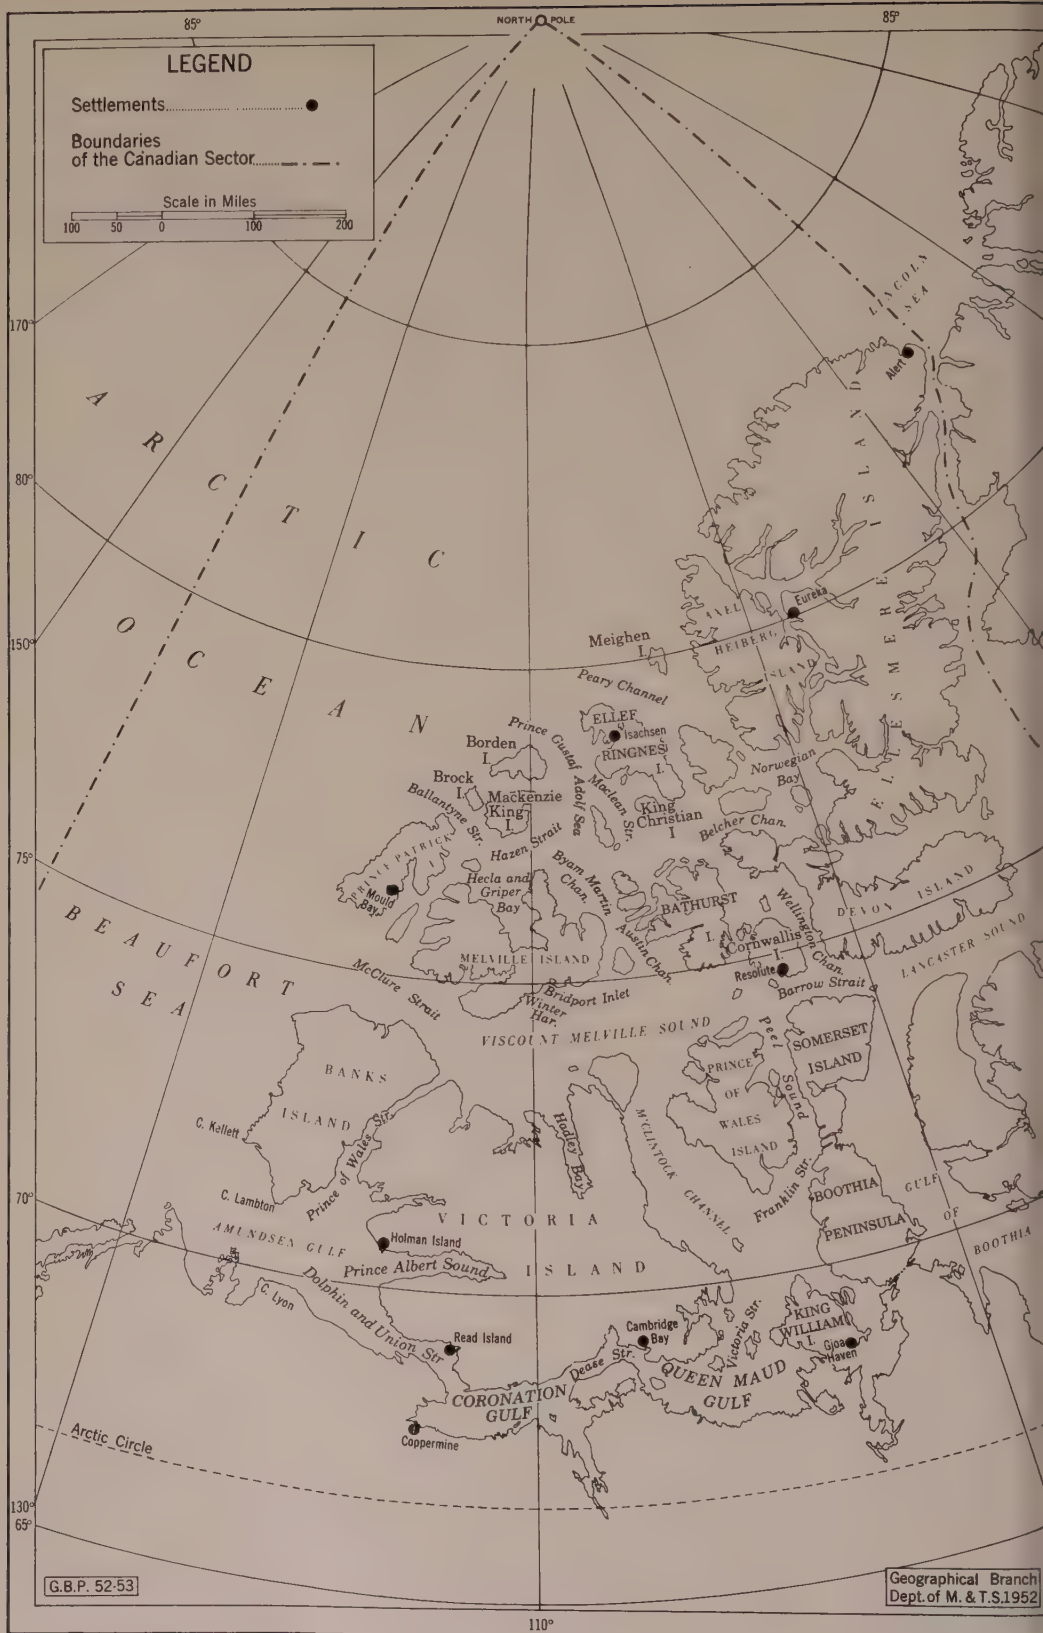 85°
NORTH POLE
85°
LEGEND
Settlements
Boundaries
of the Canadian Sector
Scale in Miles
100 50 0 100 200
170°
80°
150°
75°
70°
130°
65°
ARCTIC
OCEAN
LINCOLN
SEA
Alert
ELLESMERE ISLAND
Eureka
AXEL
HEIBERG
ISLAND
Meighen
I.
Peary Channel
ELLEF
Isachsen
RINGNES
I.
Prince Gustaf Adolf Sea
Borden
I.
Brock
I.
Mackenzie
King
I.
Ballantyne Str.
Hazen Strait
Maclean Str.
King
Christian
I
Norwegian
Bay
Belcher Chan.
PRINCE PATRICK
I
Mould
Bay
Hecla and
Griper
Bay
Byam Martin
Chan.
Austin Chan.
BATHURST
I.
Cornwallis
I.
Resolute
Wellington
Chan.
DEVON ISLAND
LANCASTER SOUND
Barrow Strait
MELVILLE ISLAND
BEAUFORT
SEA
McClure Strait
Bridport Inlet
Winter
Har.
VISCOUNT MELVILLE SOUND
Peel
Sound
SOMERSET
ISLAND
PRINCE
OF
WALES
ISLAND
BANKS
ISLAND
C. Kellett
C. Lambton
Prince of Wales Str.
Hadley Bay
M'CLINTOCK CHANNEL
Franklin Str.
BOOTHIA
PENINSULA
GULF
OF
BOOTHIA
VICTORIA
ISLAND
AMUNDSEN GULF
Holman Island
Prince Albert Sound
C. Lyon
Dolphin and Union Str
Read Island
Cambridge
Bay
Dease Str.
Victoria Str.
KING
WILLIAM
I.
Gjoa
Haven
QUEEN MAUD
GULF
CORONATION
GULF
Coppermine
Arctic Circle
G.B.P. 52-53
Geographical Branch
Dept. of M. & T.S. 1952
110°